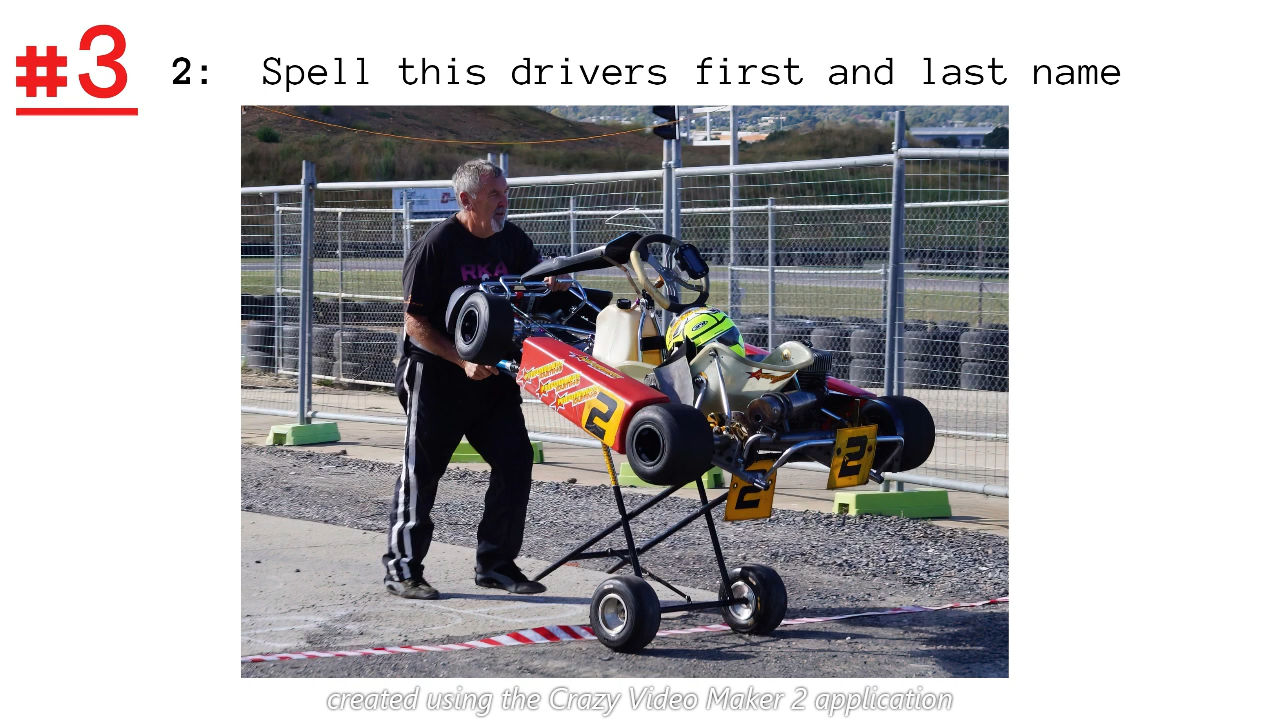 #3
2: Spell this drivers first and last name
RKA
2
2
2
created using the Crazy Video Maker 2 application